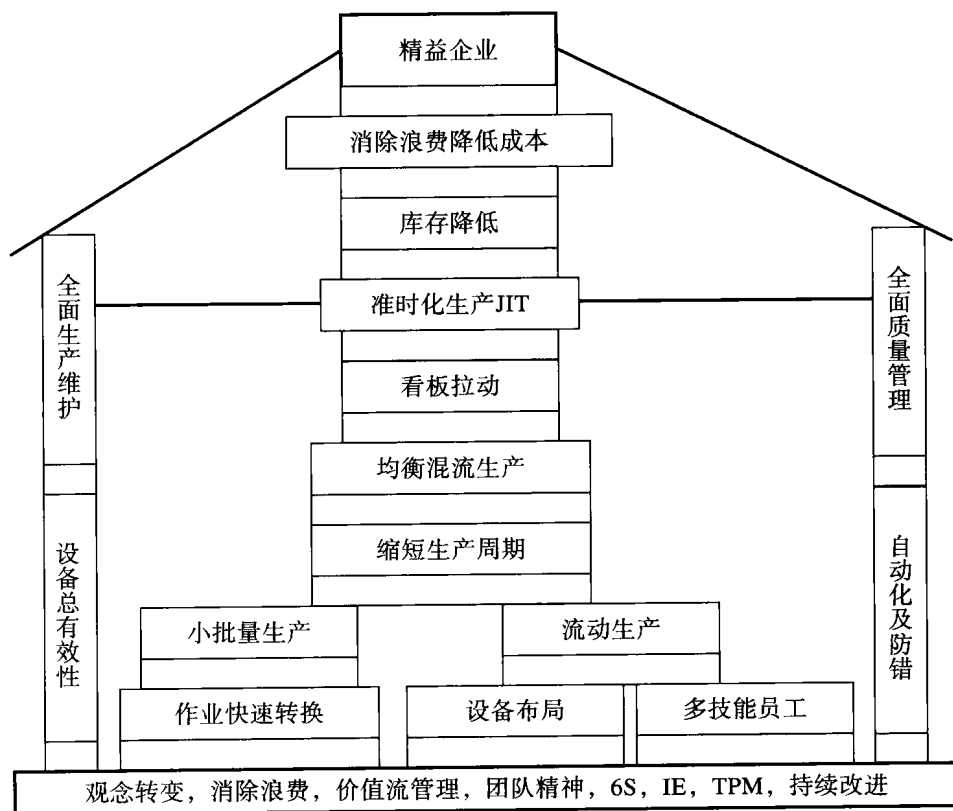 精益企业
消除浪费降低成本
库存降低
准时化生产JIT
看板拉动
均衡混流生产
缩短生产周期
小批量生产
流动生产
作业快速转换
设备布局
多技能员工
全面生产维护
设备总有效性
全面质量管理
自动化及防错
观念转变，消除浪费，价值流管理，团队精神，6S，IE，TPM，持续改进